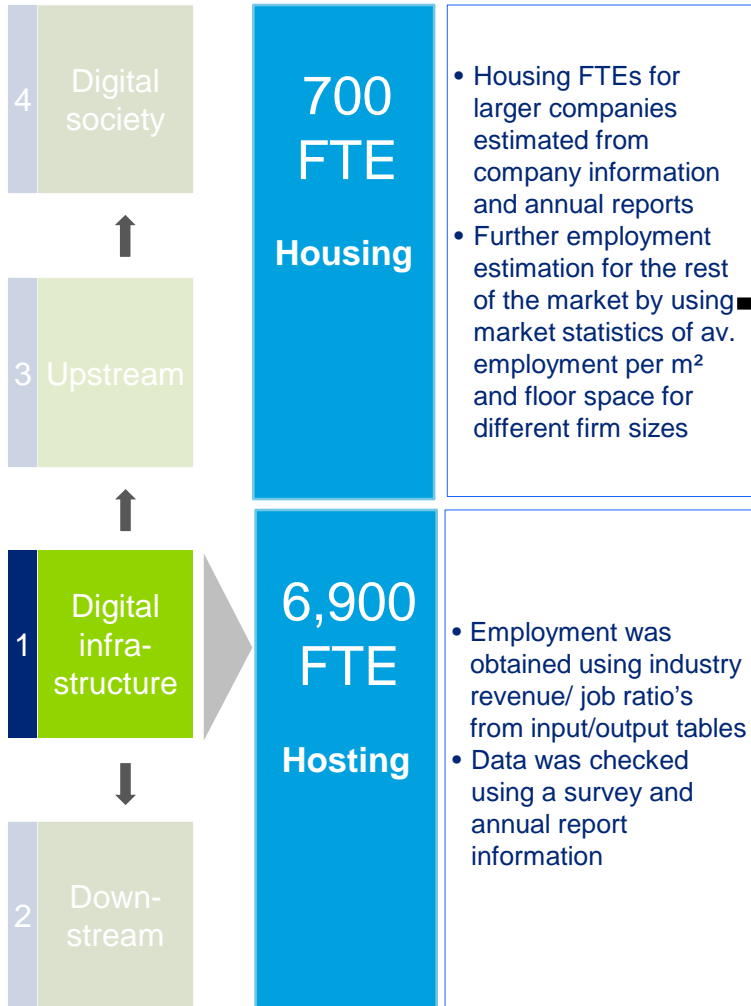 4
Digital
society
3
Upstream
1
Digital
infra-
structure
2
Down-
stream
700
FTE
Housing
• Housing FTEs for
larger companies
estimated from
company information
and annual reports
• Further employment
estimation for the rest
of the market by using
market statistics of av.
employment per m²
and floor space for
different firm sizes
6,900
FTE
Hosting
• Employment was
obtained using industry
revenue/ job ratio's
from input/output tables
• Data was checked
using a survey and
annual report
information